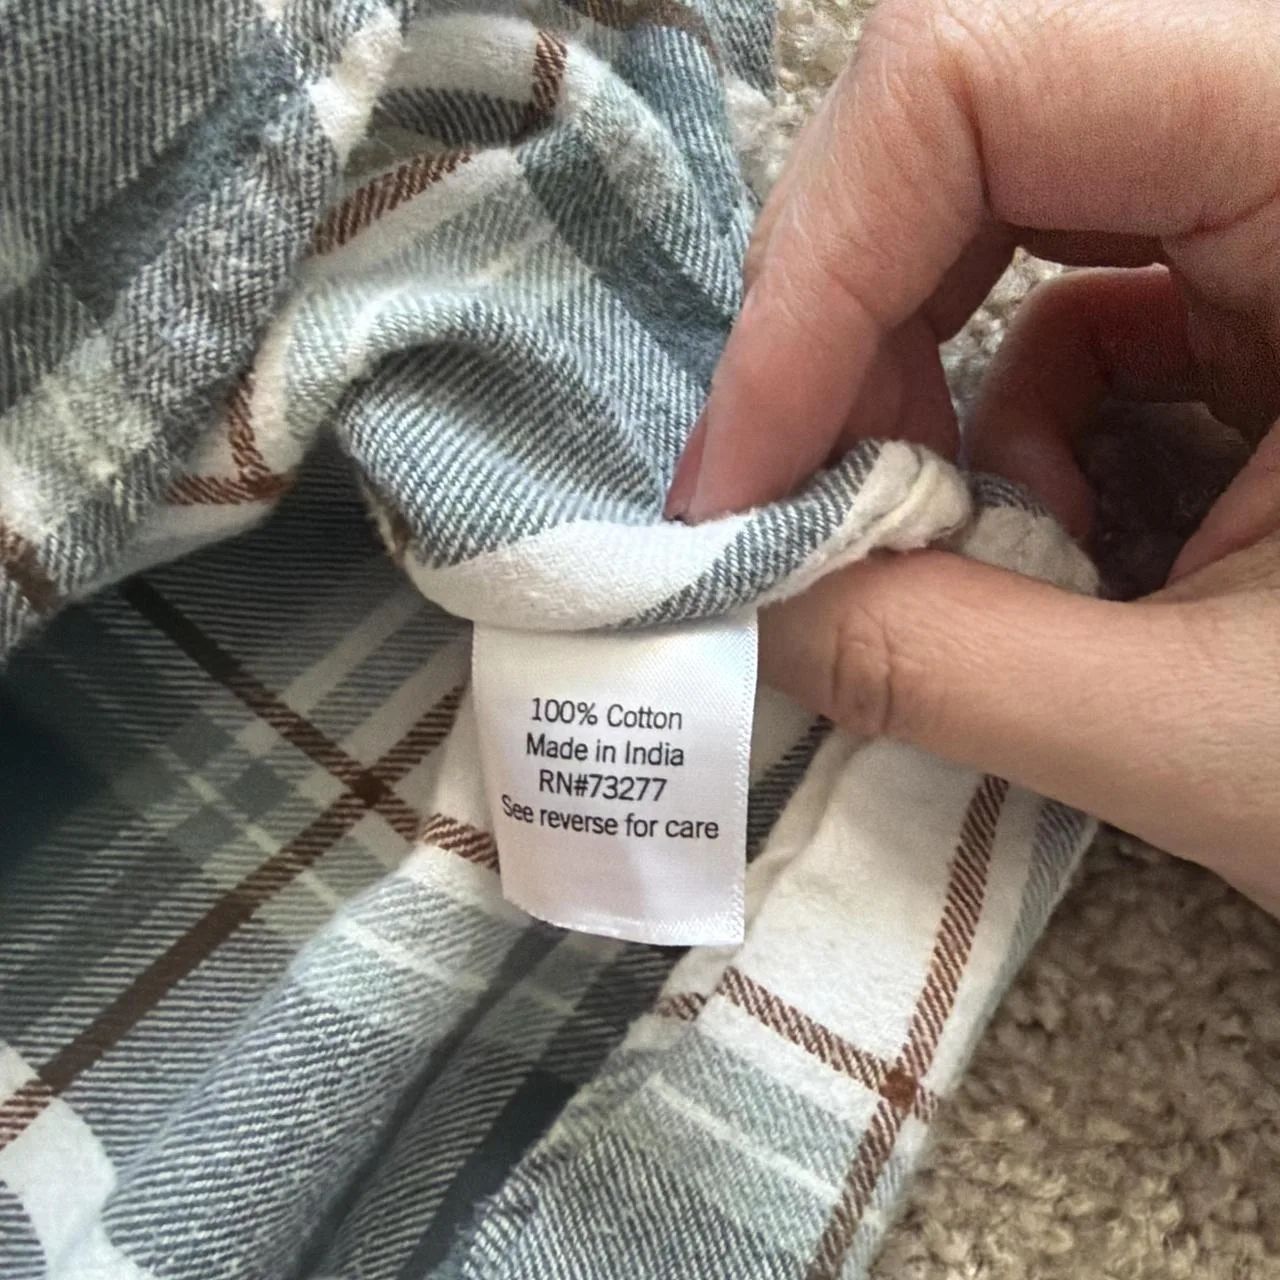 100% Cotton
Made in India
RN#73277
See reverse for care